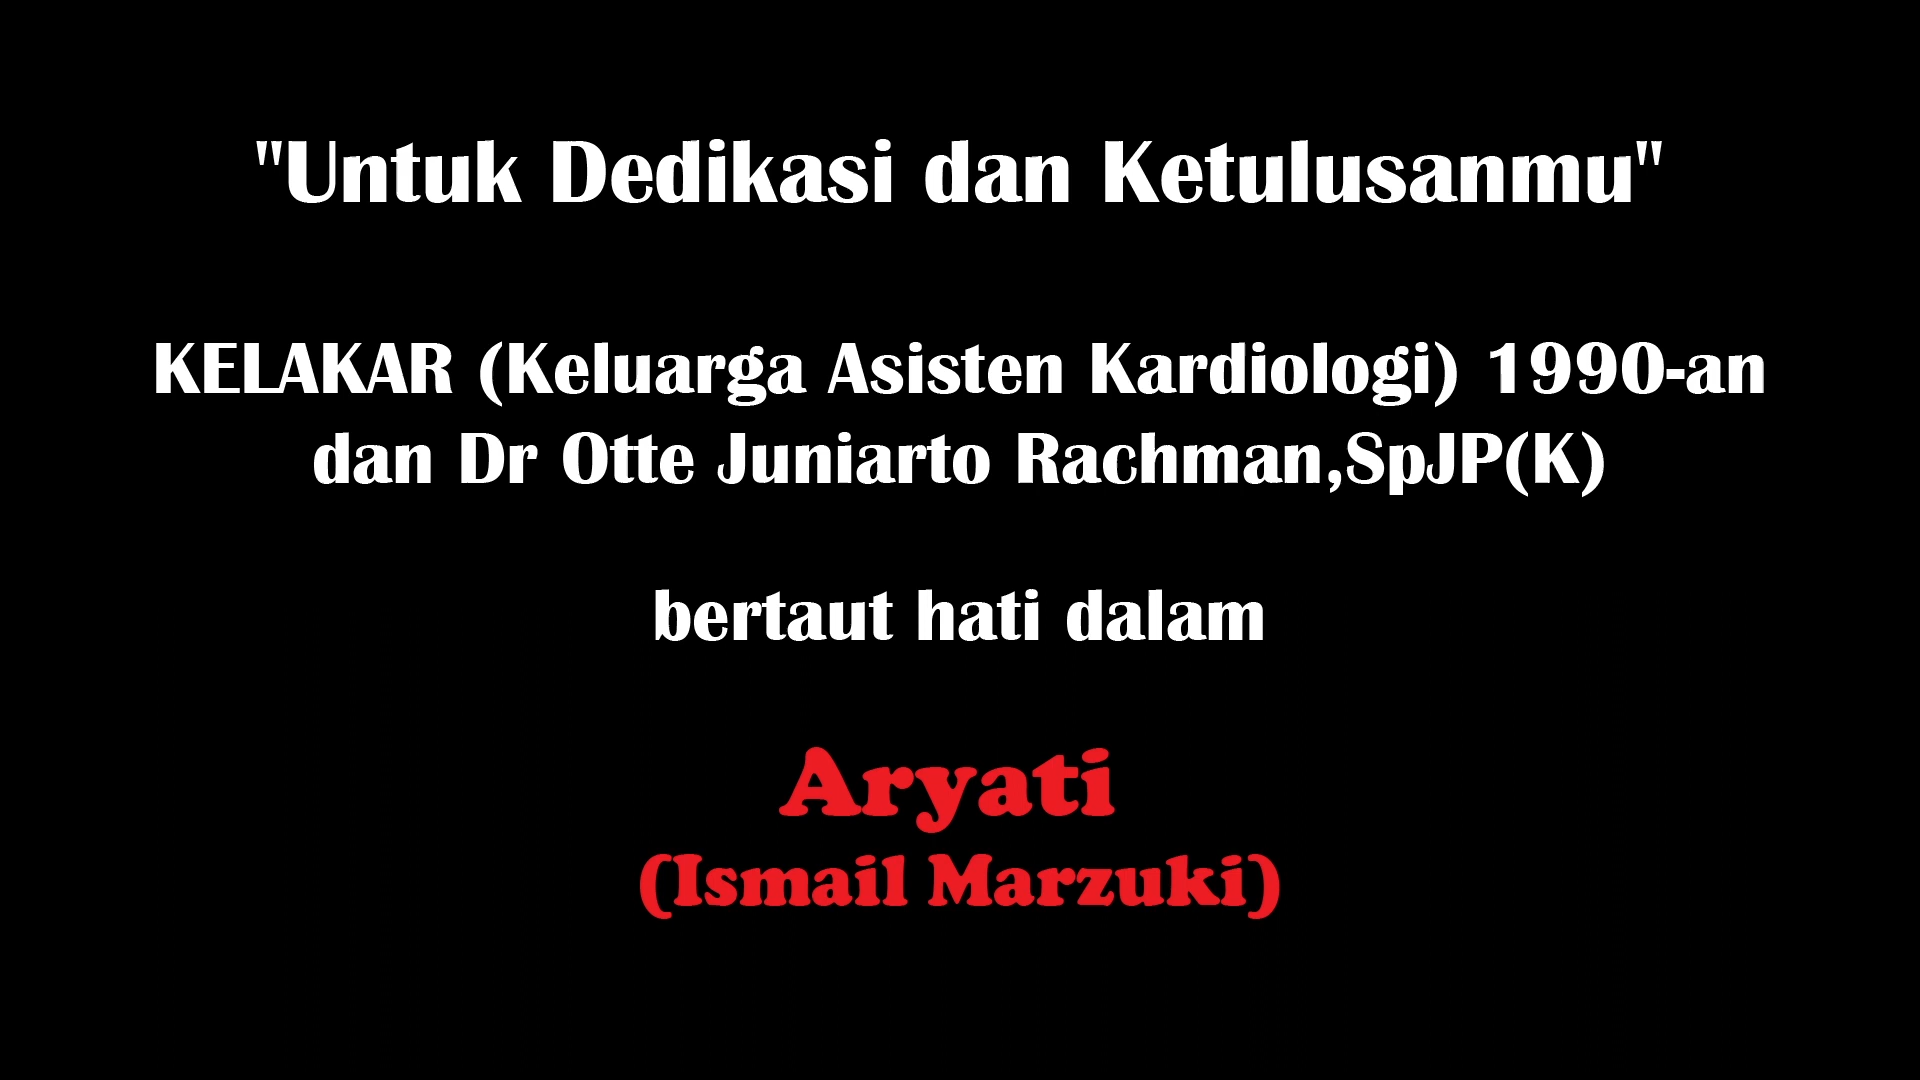 "Untuk Dedikasi dan Ketulusanmu"
KELAKAR (Keluarga Asisten Kardiologi) 1990-an
dan Dr Otte Juniarto Rachman,SpJP(K)
bertaut hati dalam
Aryati
(Ismail Marzuki)